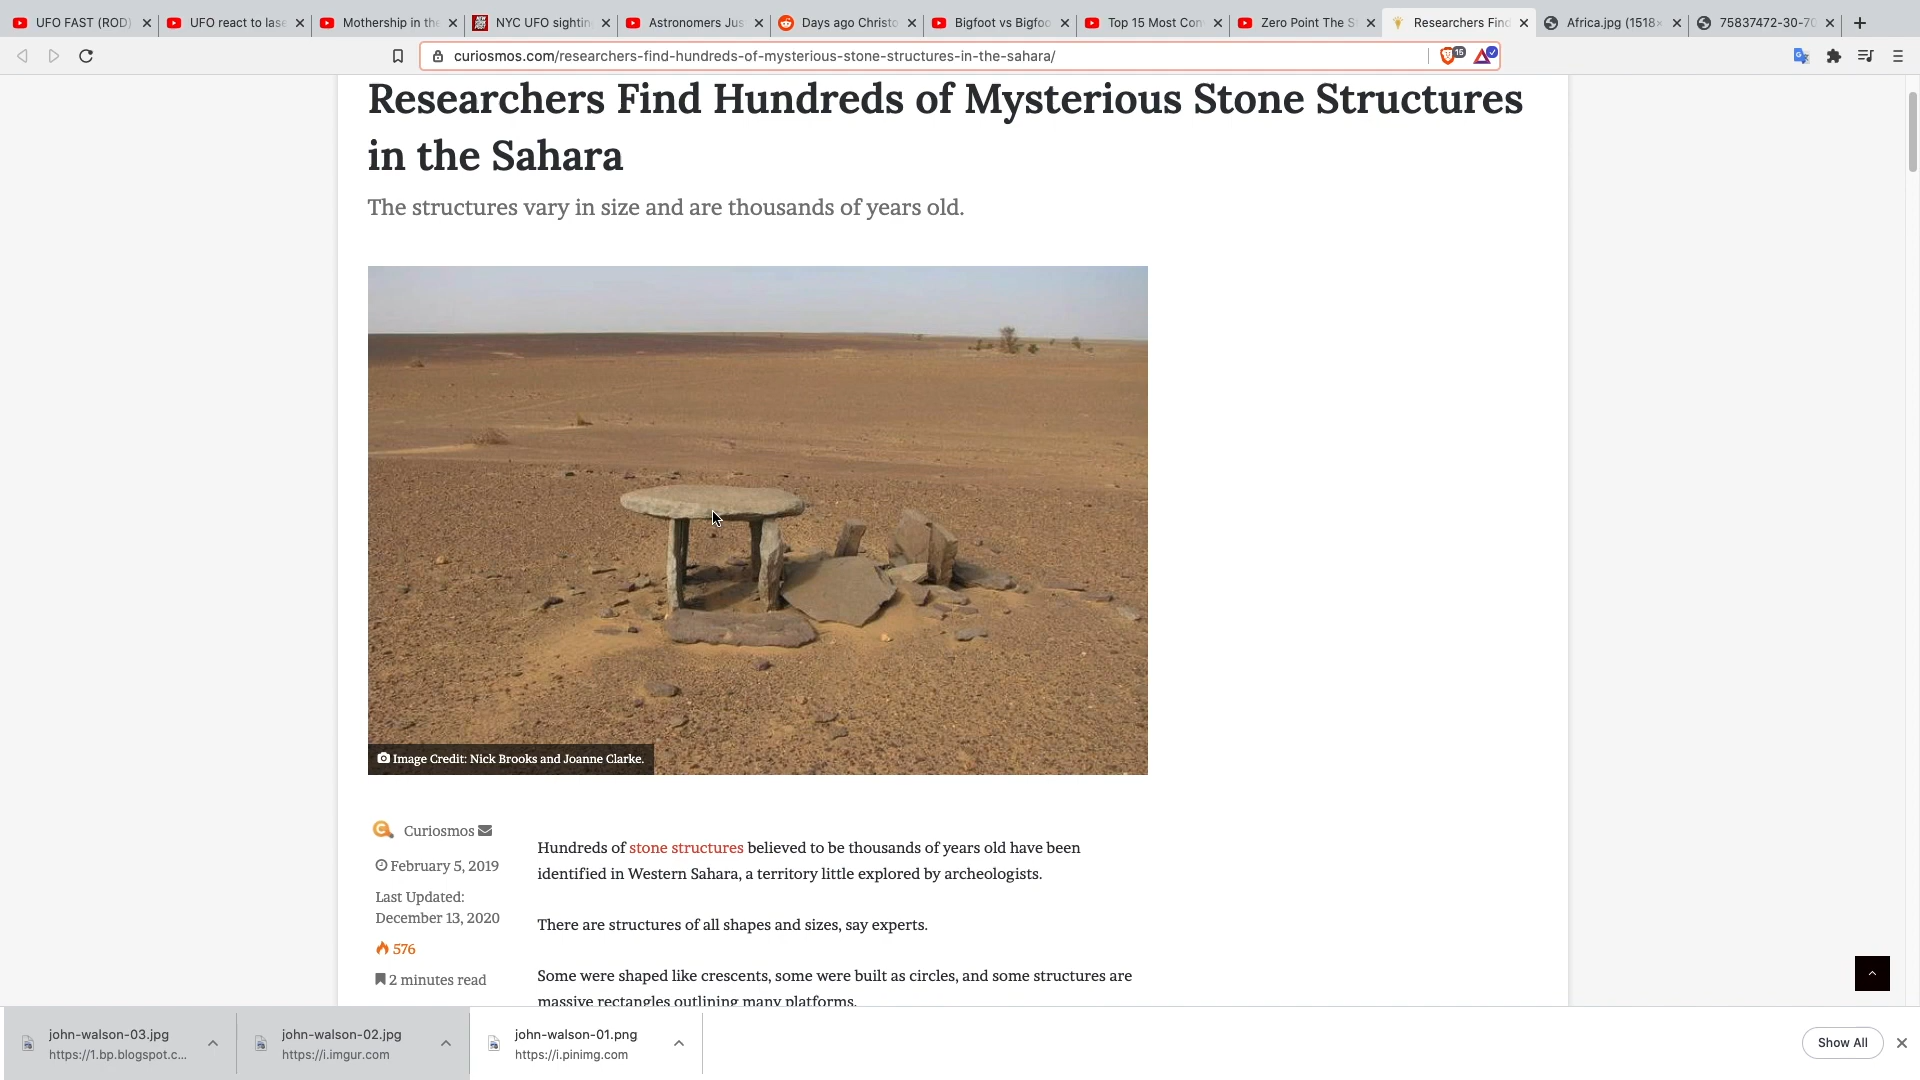 UFO FAST (ROD)
UFO react to lase
Mothership in the
NYC UFO sightin
Astronomers Jus
Days ago Christo
Bigfoot vs Bigfoo
Top 15 Most Con
Zero Point The S
Researchers Find
Africa.jpg (1518×
75837472-30-70
curiosmos.com/researchers-find-hundreds-of-mysterious-stone-structures-in-the-sahara/
15
Researchers Find Hundreds of Mysterious Stone Structures
in the Sahara
The structures vary in size and are thousands of years old.
Image Credit: Nick Brooks and Joanne Clarke.
Curiosmos
February 5, 2019
Last Updated:
December 13, 2020
576
2 minutes read
Hundreds of stone structures believed to be thousands of years old have been
identified in Western Sahara, a territory little explored by archeologists.
There are structures of all shapes and sizes, say experts.
Some were shaped like crescents, some were built as circles, and some structures are
massive rectangles outlining many platforms.
john-walson-03.jpg
https://1.bp.blogspot.c...
john-walson-02.jpg
https://i.imgur.com
john-walson-01.png
https://i.pinimg.com
Show All